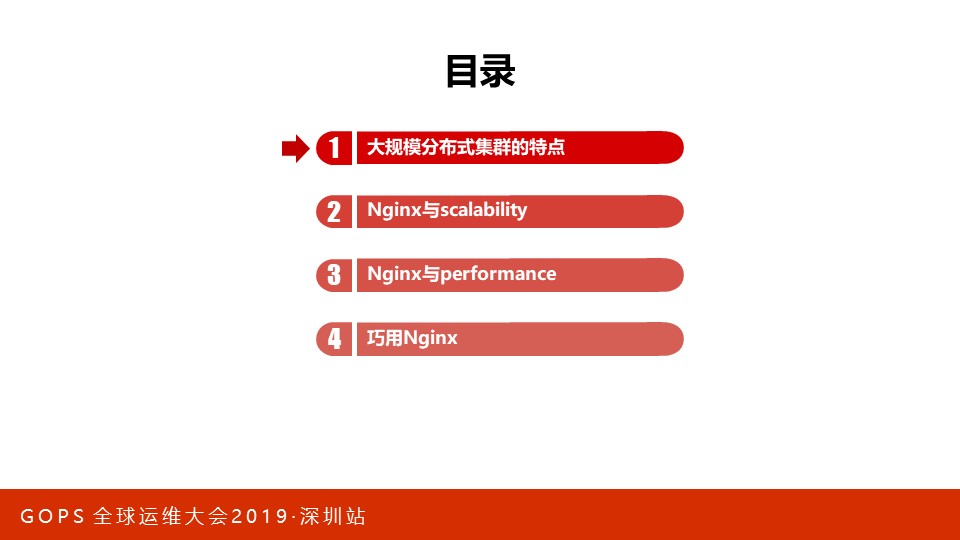 目录
1 大规模分布式集群的特点
2 Nginx与scalability
3 Nginx与performance
4 巧用Nginx
GOPS 全球运维大会2019·深圳站